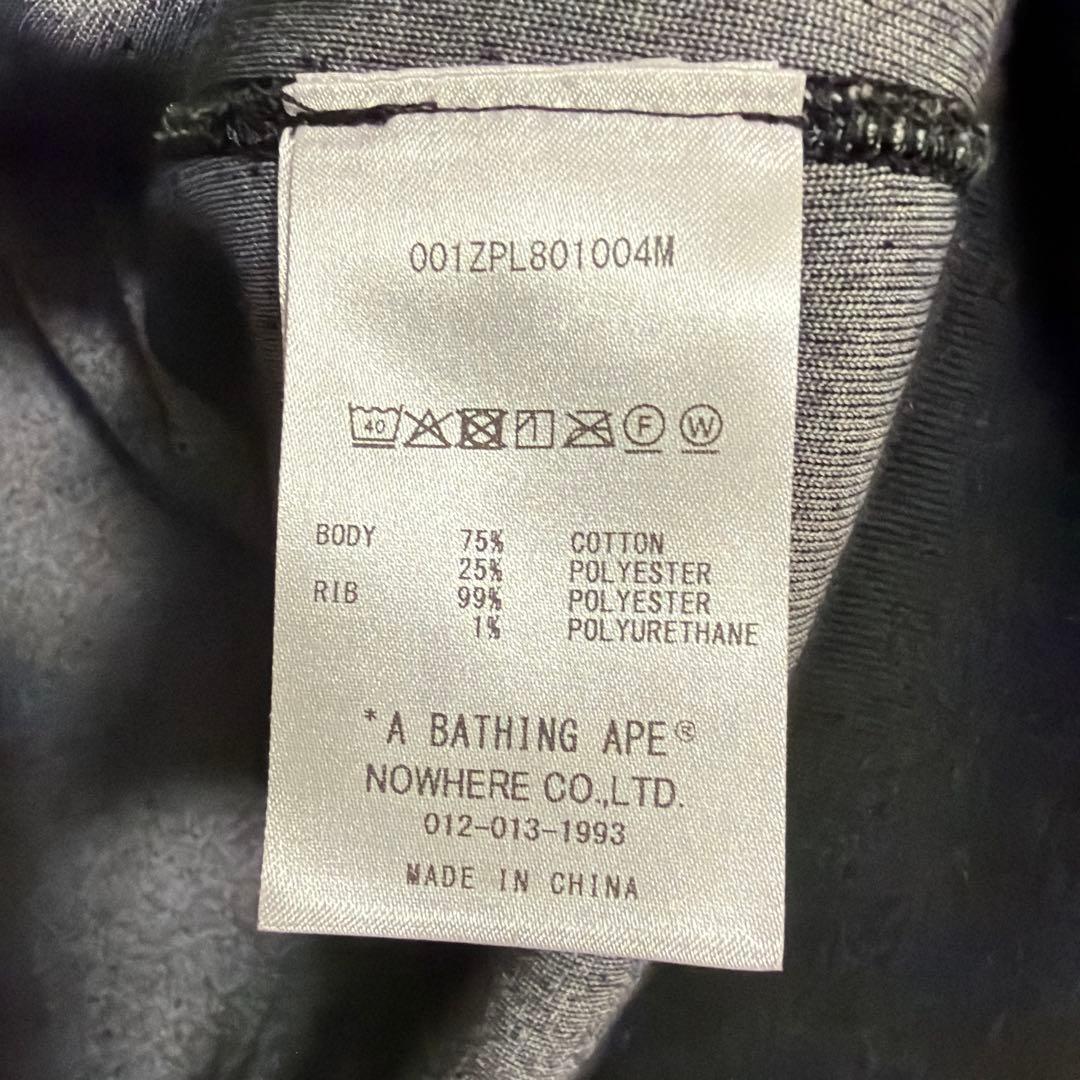 001ZPL801004M
40 F W
BODY 75% COTTON
25% POLYESTER
RIB 99% POLYESTER
1% POLYURETHANE
*A BATHING APE®
NOWHERE CO.,LTD.
012-013-1993
MADE IN CHINA